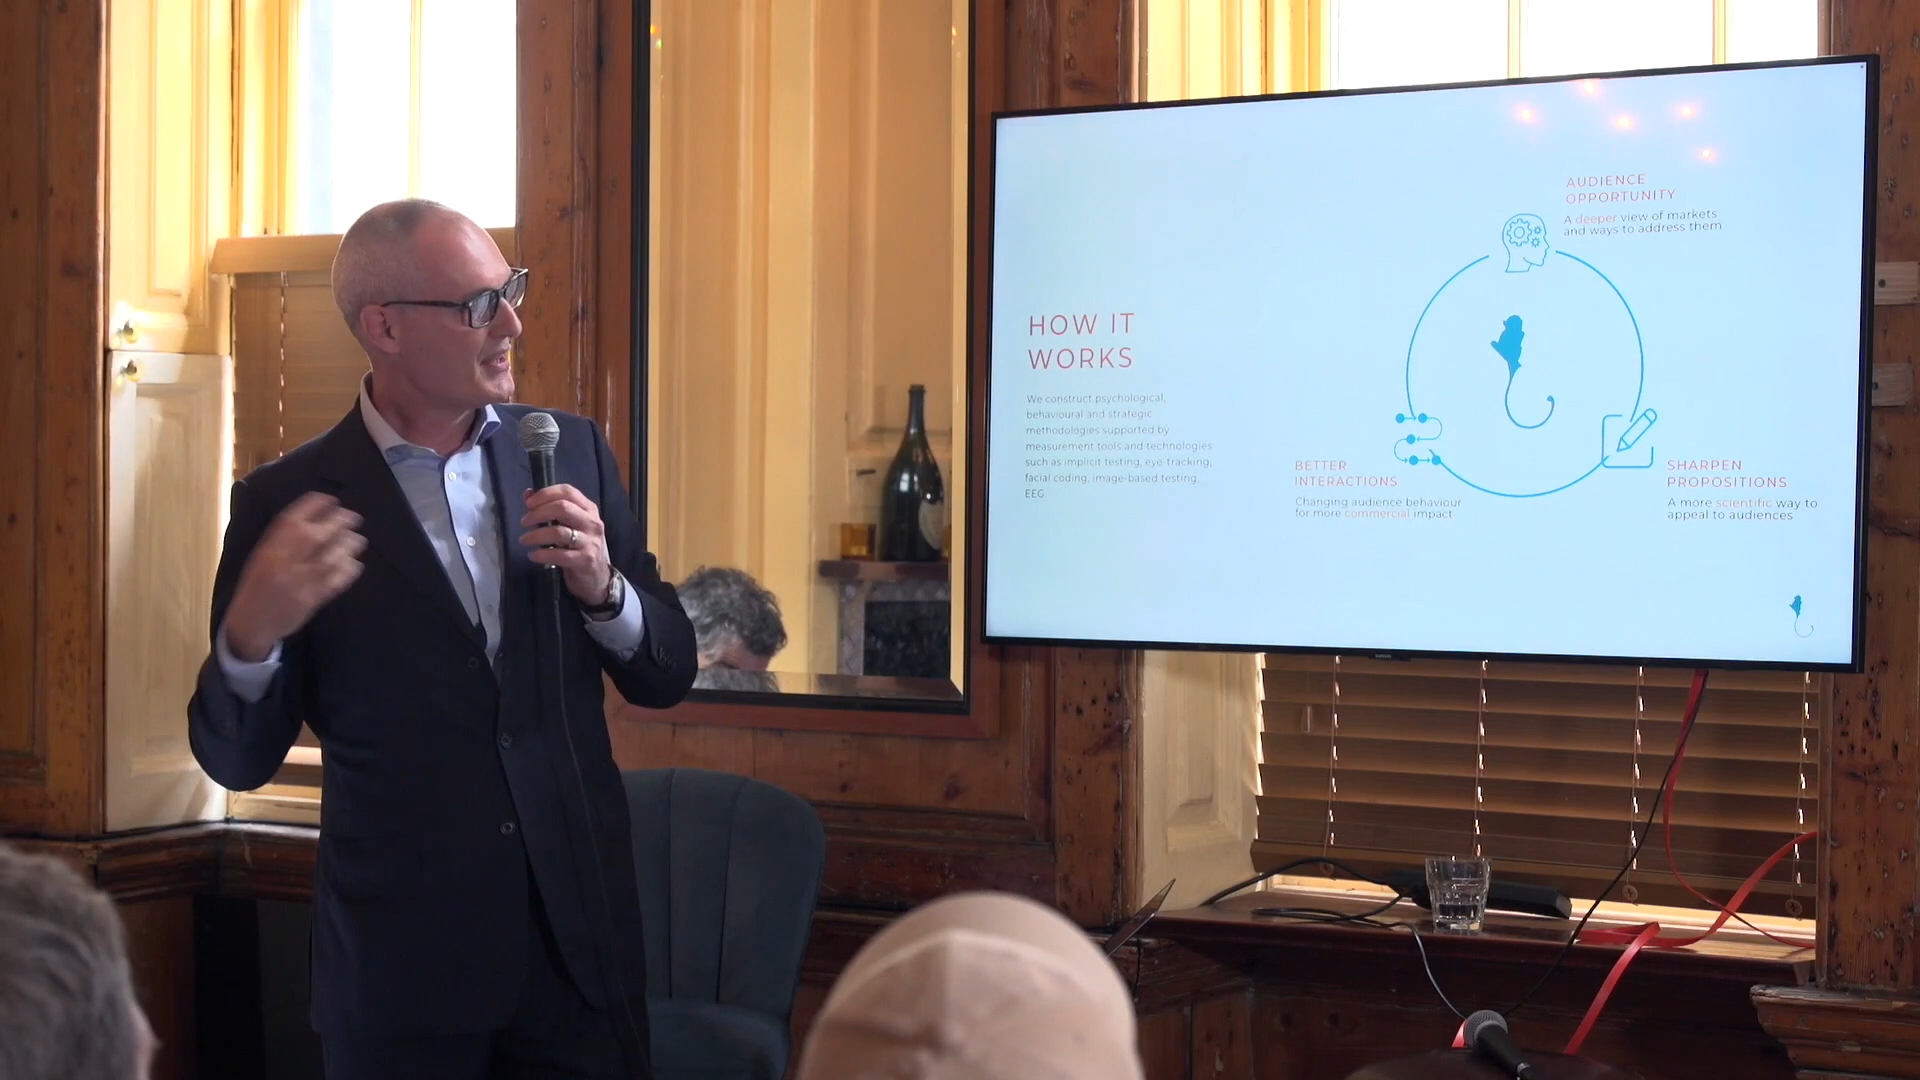 HOW IT
WORKS
We construct psychological,
behavioural and strategic
methodologies supported by
measurement tools and technologies
such as implicit testing, eye-tracking,
facial coding, image-based testing,
EEG.
AUDIENCE
OPPORTUNITY
A deeper view of markets
and ways to address them
BETTER
INTERACTIONS
Changing audience behaviour
for more commercial impact
SHARPEN
PROPOSITIONS
A more scientific way to
appeal to audiences